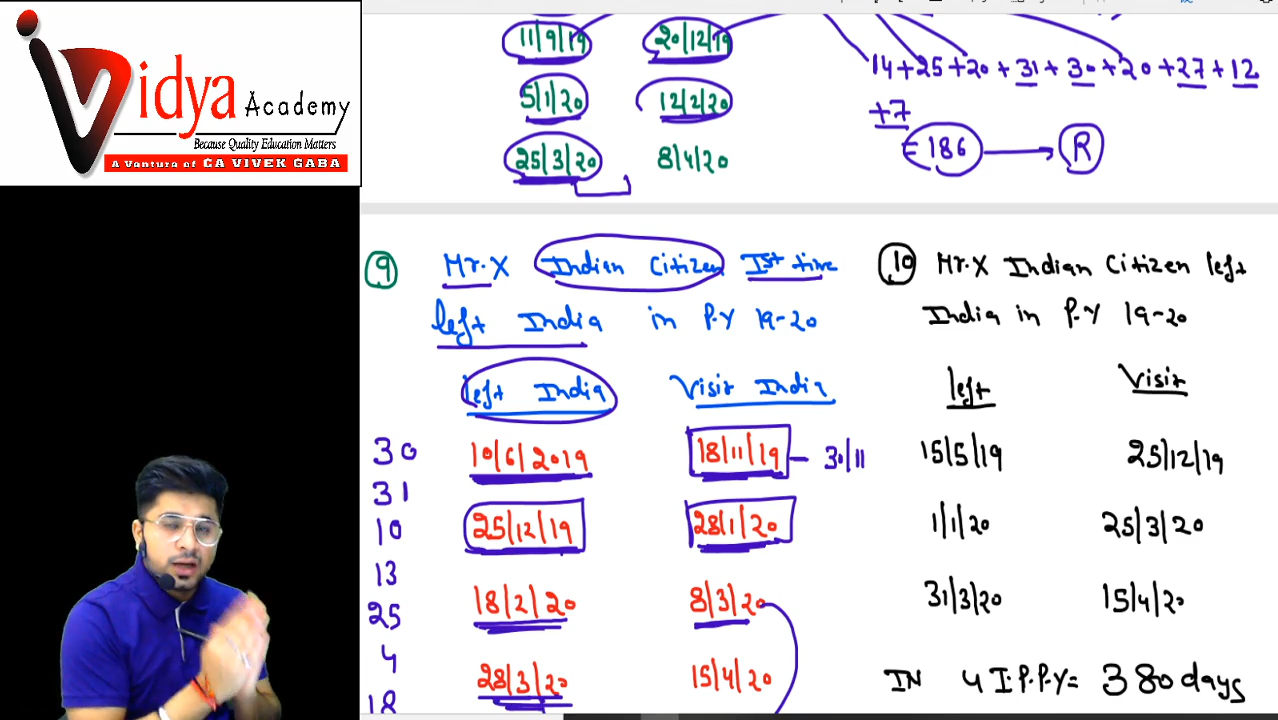 Vidya Academy
Because Quality Education Matters
A Ventura of CA VIVEK GABA
11/9/19 20/12/19
5/1/20 12/2/20
25/3/20 8/4/20
14+25+20+31+30+20+27+12
+7
= 186 → R
9 Mr.X Indian Citizen Ist time
left India in P.Y 19-20
left India Visit India
30 10/6/2019 18/11/19 - 30/11
31
10 25/12/19 28/1/20
13
25 18/2/20 8/3/20
4 28/3/20 15/4/20
18
10 Mr.X Indian Citizen left
India in P.Y 19-20
left Visit
15/5/19 25/12/19
1/1/20 25/3/20
31/3/20 15/4/20
IN 4 I.P.P.Y= 380 days